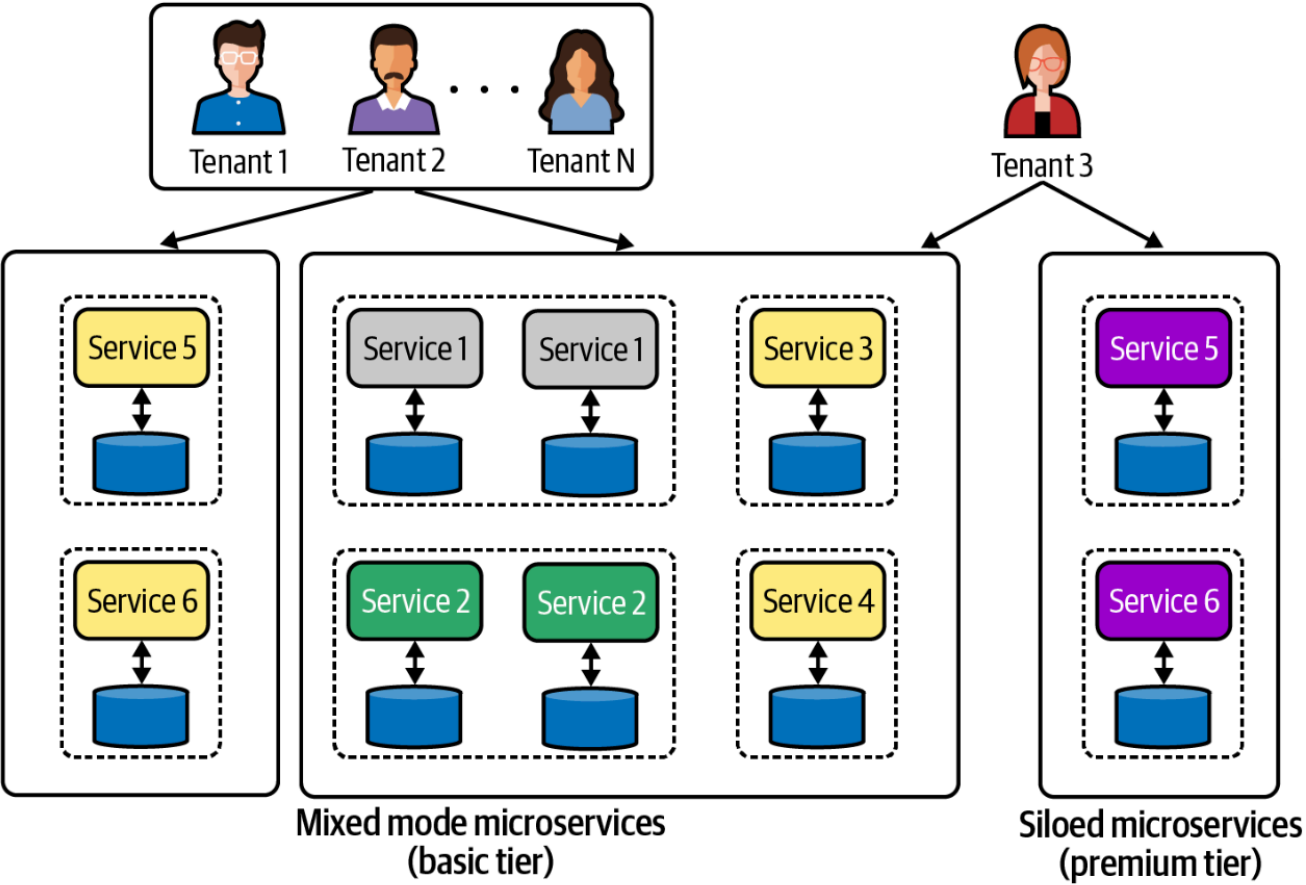 Tenant 1
Tenant 2
Tenant N
Tenant 3
Service 5
Service 1
Service 1
Service 3
Service 5
Service 6
Service 2
Service 2
Service 4
Service 6
Mixed mode microservices
(basic tier)
Siloed microservices
(premium tier)